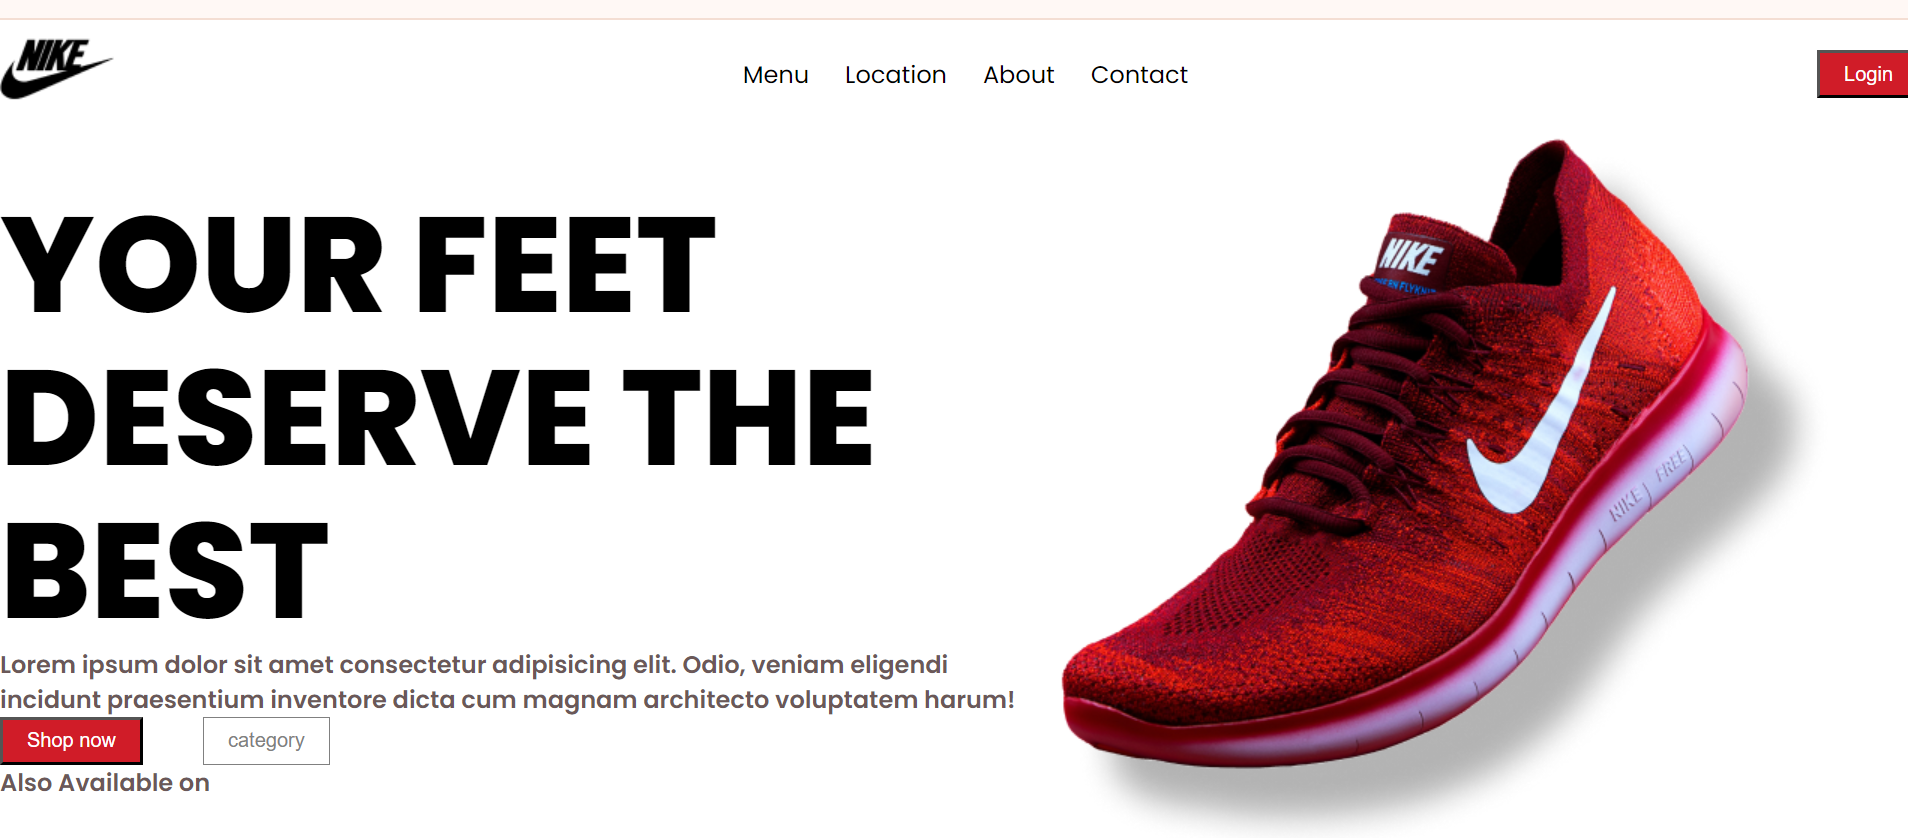 NIKE
Menu Location About Contact
Login
YOUR FEET
DESERVE THE
BEST
Lorem ipsum dolor sit amet consectetur adipisicing elit. Odio, veniam eligendi
incidunt praesentium inventore dicta cum magnam architecto voluptatem harum!
Shop now category
Also Available on
NIKE
FLYKNIT
NIKE FREE